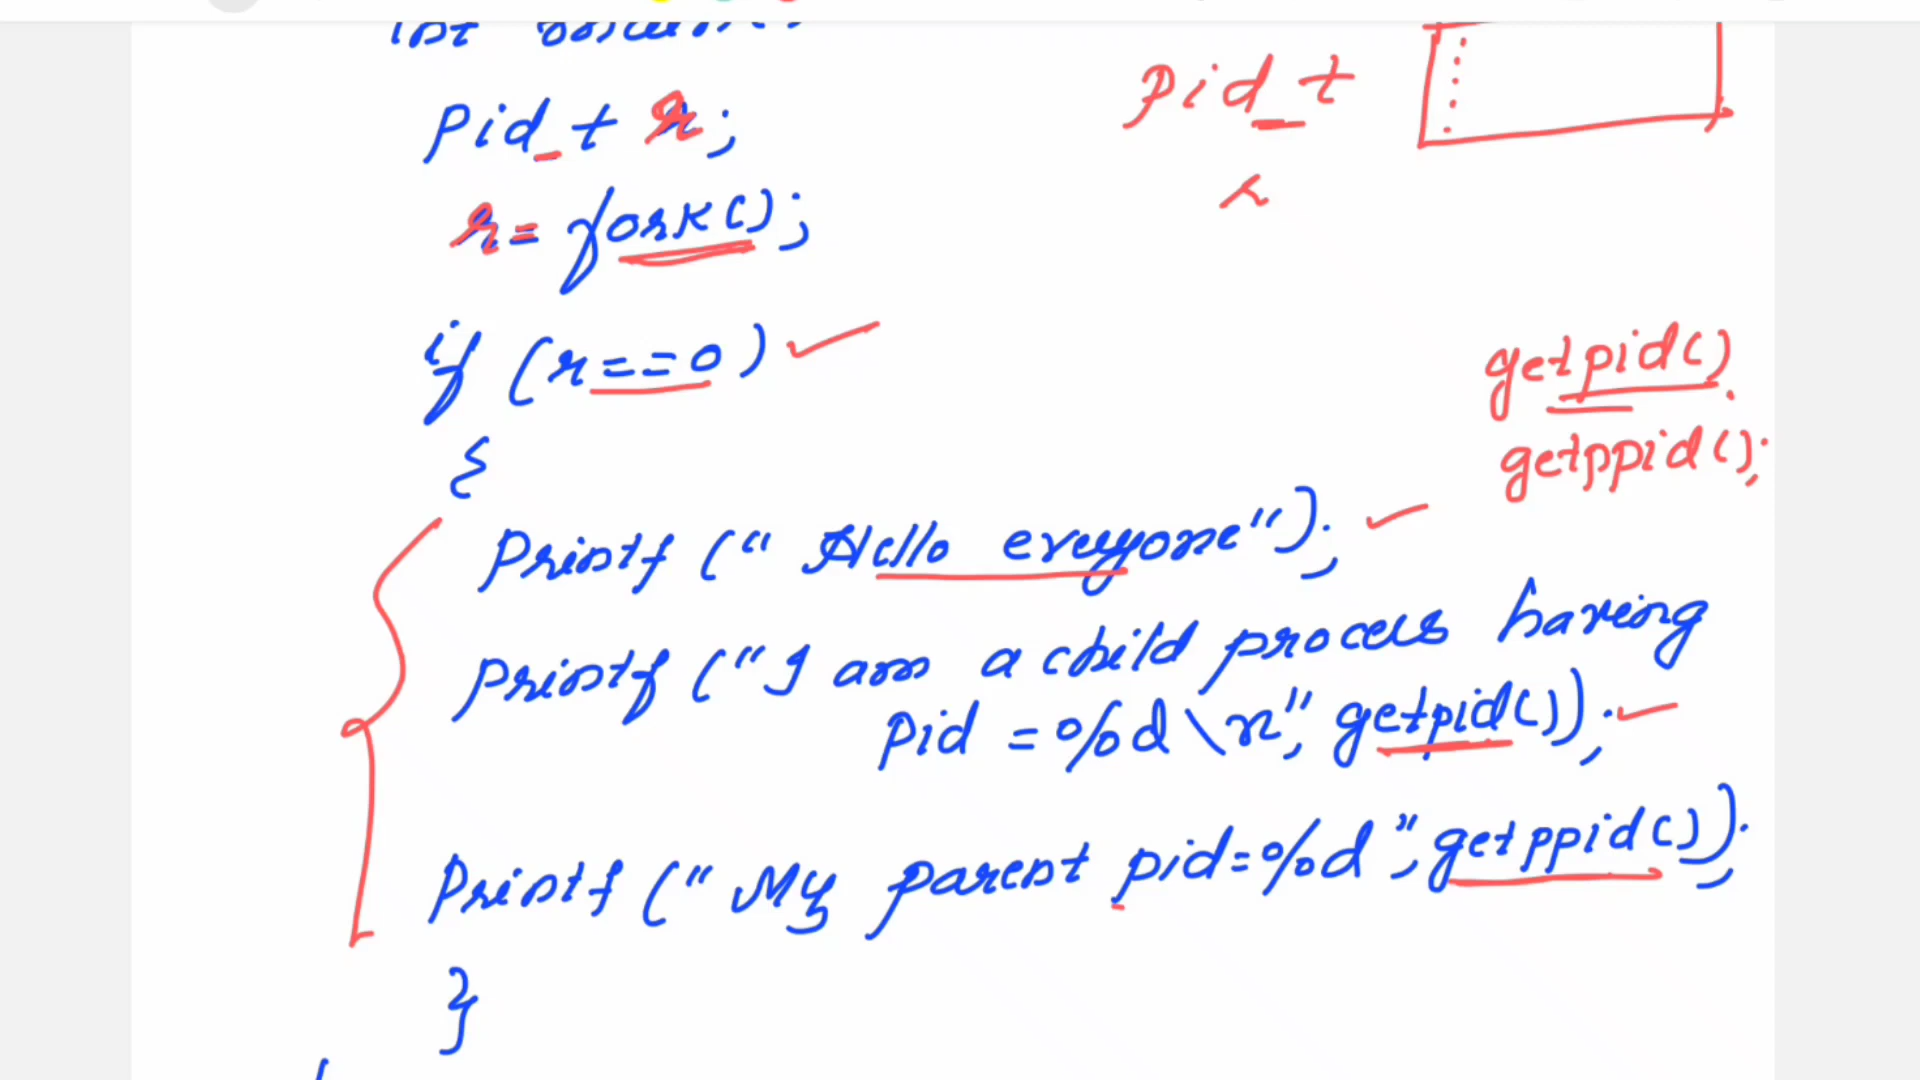 pid_t r;
pid_t
r = fork();
r
if (r==0)
getpid()
{
getppid();
printf (" Hello everyone");
printf ("I am a child process having
pid = %d\n", getpid());
printf (" My parent pid=%d", getppid());
}